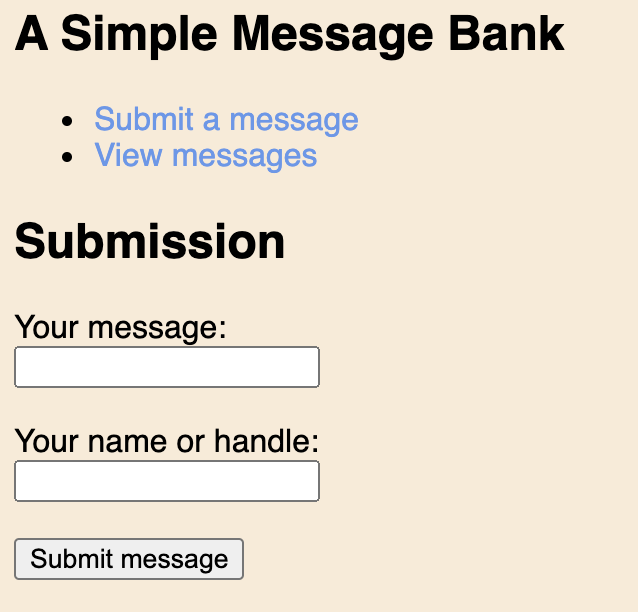 A Simple Message Bank
Submit a message
View messages
Submission
Your message:
Your name or handle:
Submit message